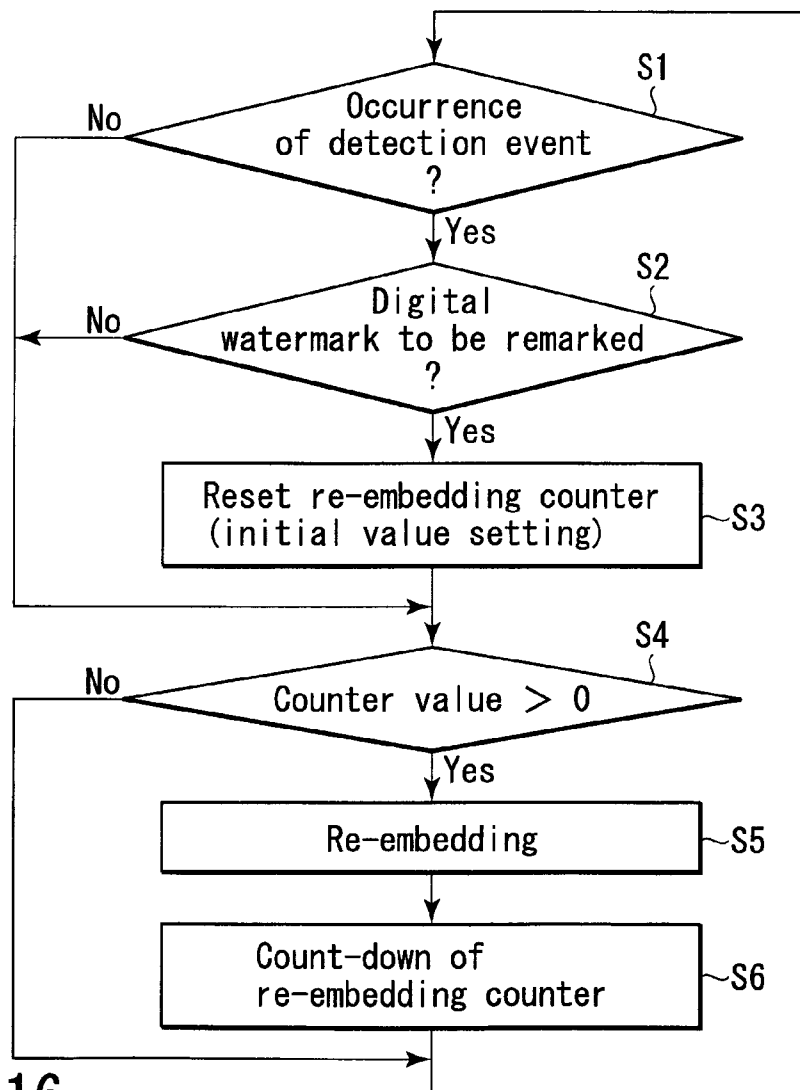 S1
Occurrence
of detection event
?
No
Yes
S2
Digital
watermark to be remarked
?
No
Yes
Reset re-embedding counter
(initial value setting)
S3
S4
Counter value > 0
No
Yes
Re-embedding
S5
Count-down of
re-embedding counter
S6
16